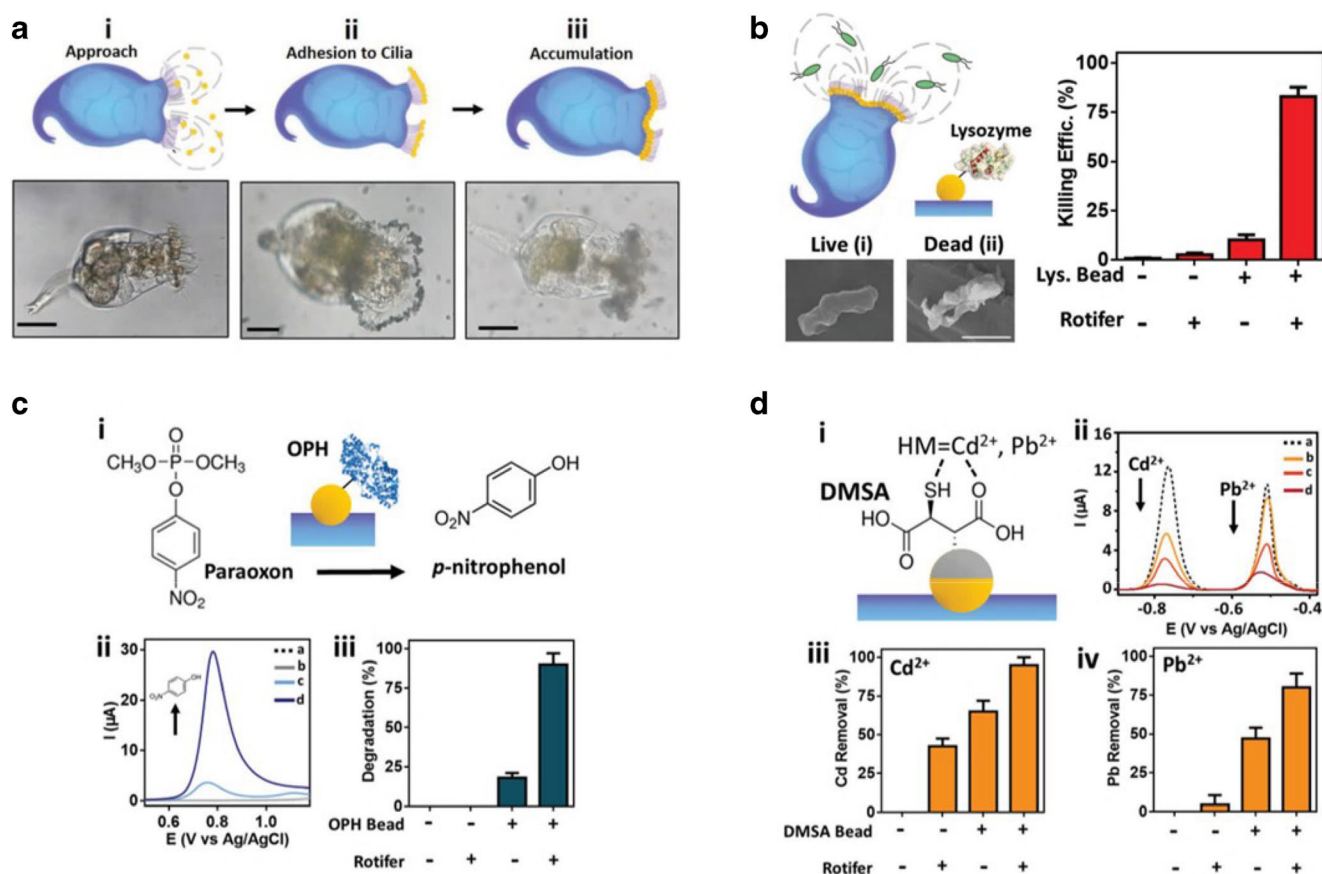 a
i
Approach
ii
Adhesion to Cilia
iii
Accumulation
b
Lysozyme
Live (i)
Dead (ii)
Killing Effic. (%)
100
75
50
25
0
Lys. Bead - - + +
Rotifer - + - +
c
i
O
CH₃O-P-OCH₃
O
NO₂
Paraoxon
OPH
OH
NO₂
p-nitrophenol
ii
I (µA)
30
20
10
0
0.6 0.8 1.0
E (V vs Ag/AgCl)
NO₂
OH
a
b
c
d
iii
Degradation (%)
100
75
50
25
0
OPH Bead - - + +
Rotifer - + - +
d
i
HM=Cd²⁺, Pb²⁺
DMSA
SH
O
HO
OH
O
ii
I (µA)
16
12
8
4
0
Cd²⁺
Pb²⁺
a
b
c
d
-0.8 -0.6 -0.4
E (V vs Ag/AgCl)
iii
Cd²⁺
Cd Removal (%)
100
75
50
25
0
DMSA Bead - - + +
Rotifer - + - +
iv
Pb²⁺
Pb Removal (%)
100
75
50
25
0
- - + +
- + - +